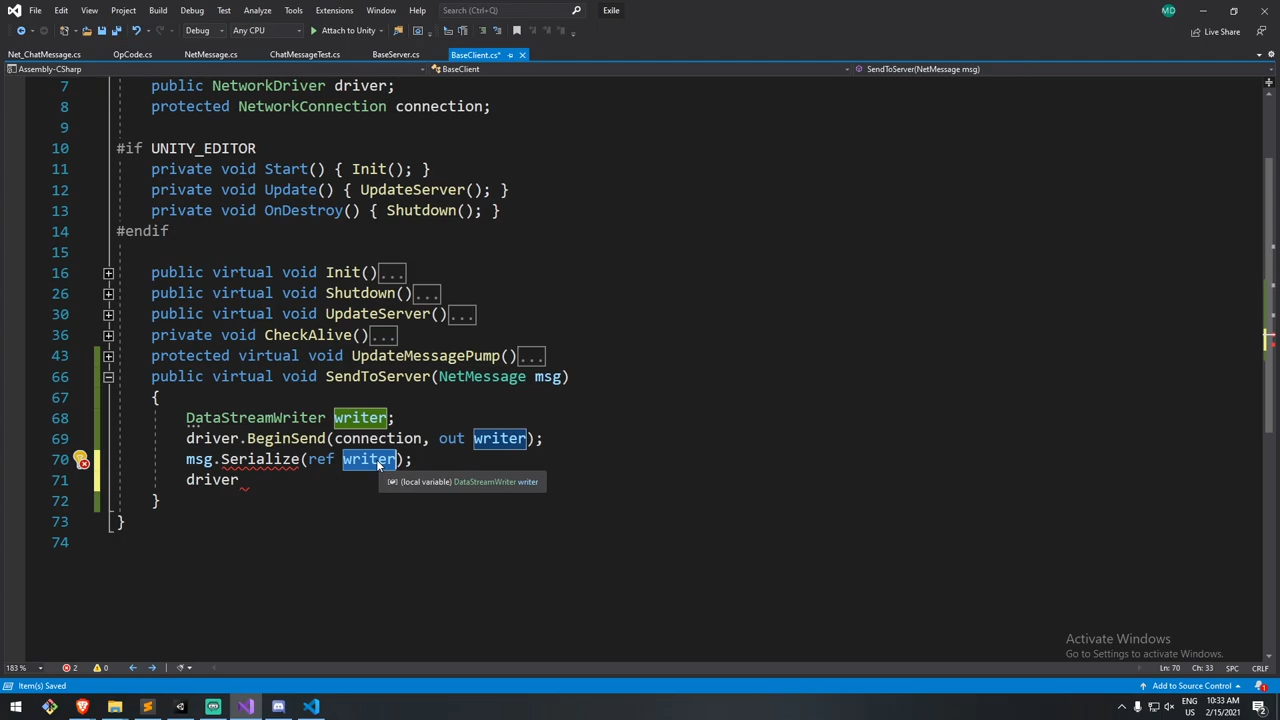 File Edit View Project Build Debug Test Analyze Tools Extensions Window Help Search (Ctrl+Q) Exile MD
Debug Any CPU Attach to Unity Live Share
Net_ChatMessage.cs OpCode.cs NetMessage.cs ChatMessageTest.cs BaseServer.cs BaseClient.cs*
Assembly-CSharp BaseClient SendToServer(NetMessage msg)
7 public NetworkDriver driver;
8 protected NetworkConnection connection;
9
10 #if UNITY_EDITOR
11 private void Start() { Init(); }
12 private void Update() { UpdateServer(); }
13 private void OnDestroy() { Shutdown(); }
14 #endif
15
16 public virtual void Init()...
26 public virtual void Shutdown()...
30 public virtual void UpdateServer()...
36 private void CheckAlive()...
43 protected virtual void UpdateMessagePump()...
66 public virtual void SendToServer(NetMessage msg)
67 {
68 DataStreamWriter writer;
69 driver.BeginSend(connection, out writer);
70 msg.Serialize(ref writer);
71 driver
(local variable) DataStreamWriter writer
72 }
73 }
74
Activate Windows
Go to Settings to activate Windows.
183 % 2 0 Ln: 70 Ch: 33 SPC CRLF
Item(s) Saved Add to Source Control 1
ENG 10:33 AM
US 2/15/2021 2